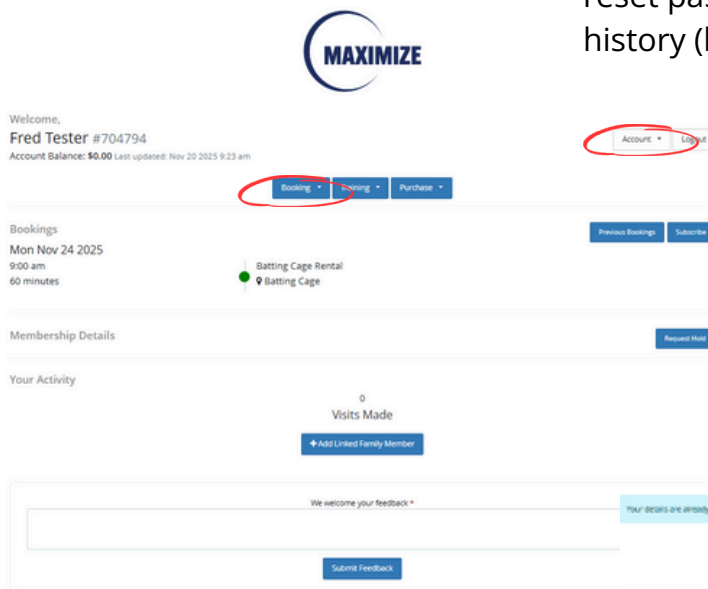 reset pas
history (
MAXIMIZE
Welcome,
Fred Tester #704794
Account Balance: $0.00 Last updated: Nov 20 2025 9:23 am
Account Logout
Booking Training Purchase
Bookings
Previous Bookings Subscribe
Mon Nov 24 2025
9:00 am
60 minutes
Batting Cage Rental
Batting Cage
Membership Details
Request Hold
Your Activity
0
Visits Made
+Add Linked Family Member
We welcome your feedback *
Your details are already
Submit Feedback